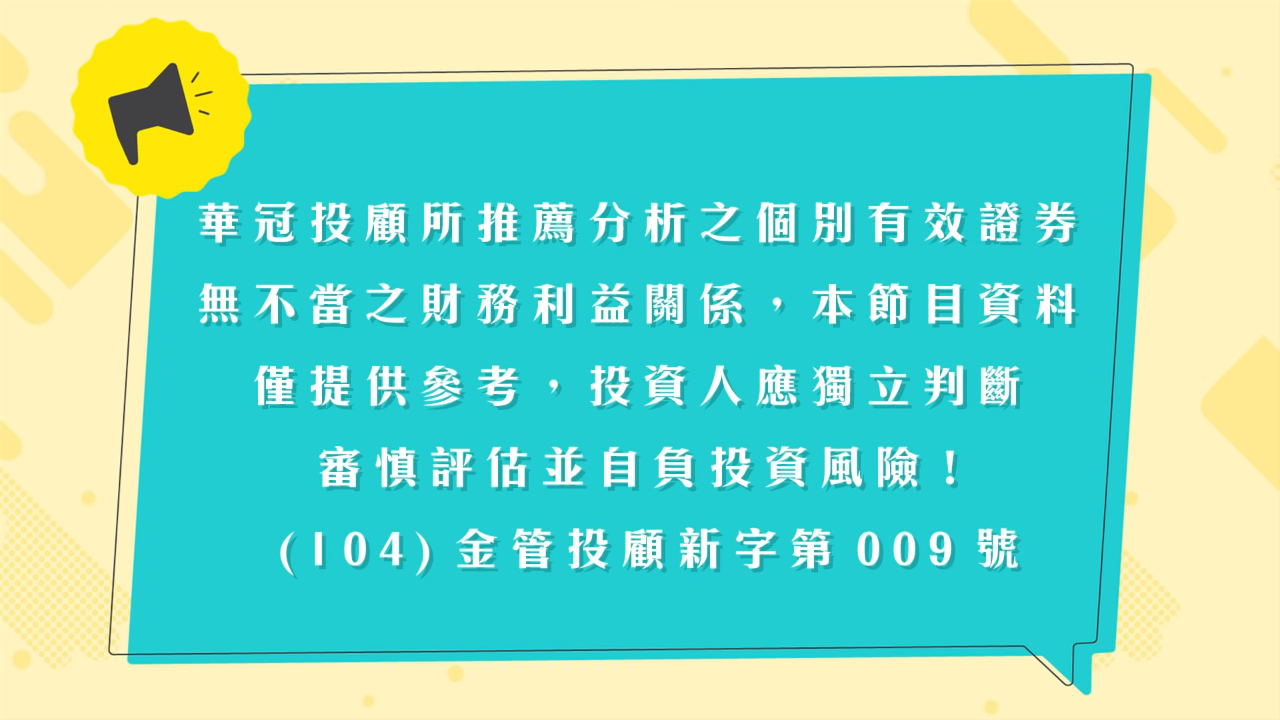 華冠投顧所推薦分析之個別有效證券
無不當之財務利益關係，本節目資料
僅提供參考，投資人應獨立判斷
審慎評估並自負投資風險！
(104) 金管投顧新字第 009 號